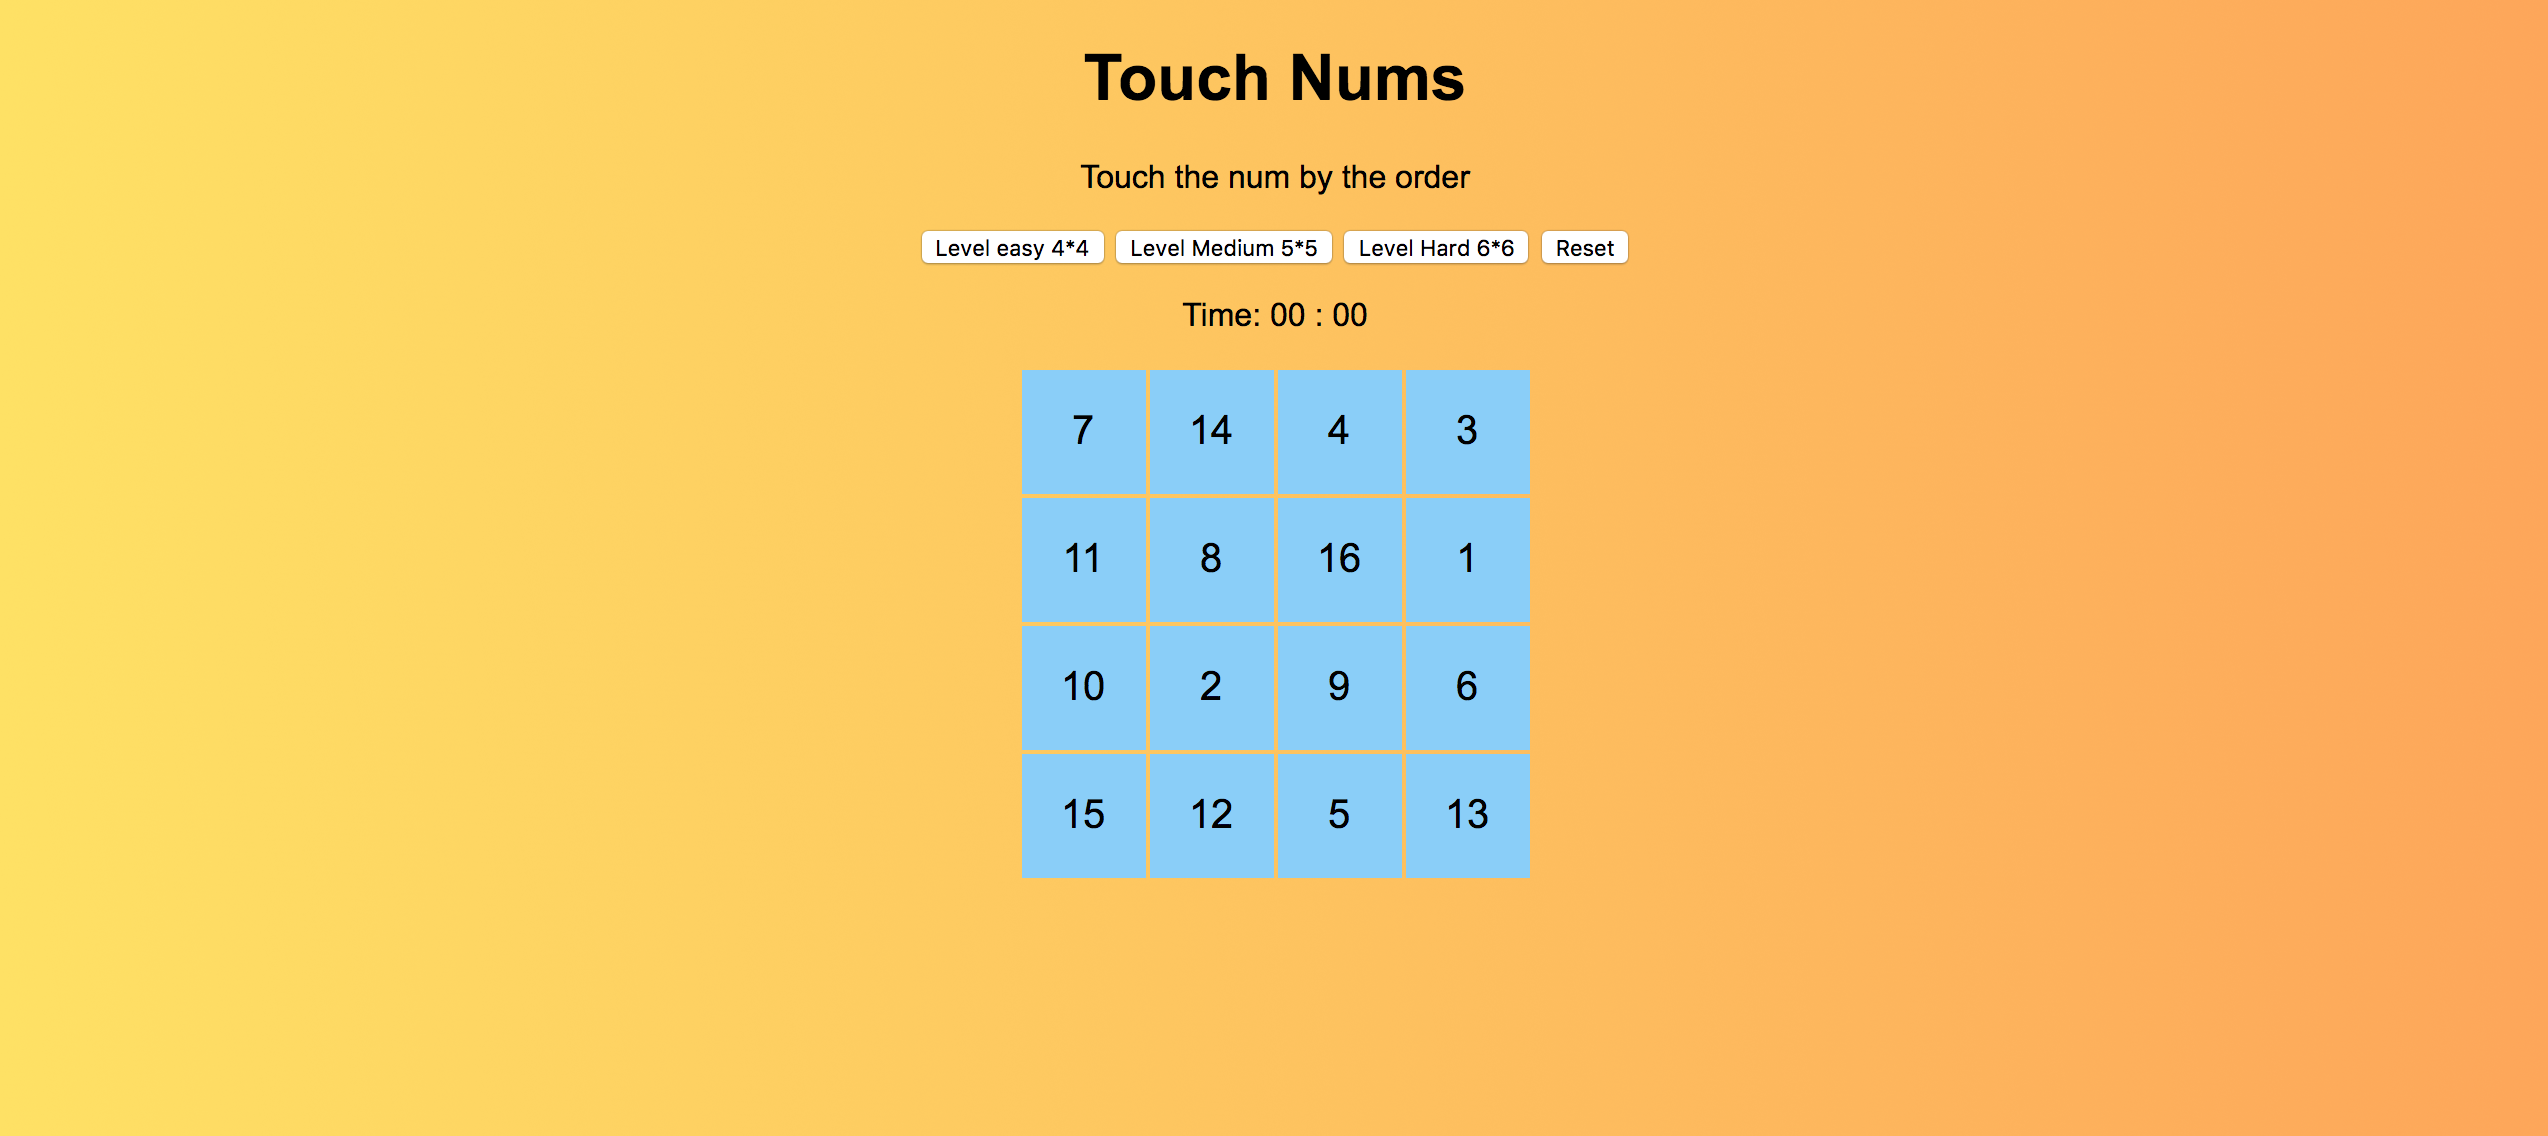 Touch Nums
Touch the num by the order
Level easy 4*4 Level Medium 5*5 Level Hard 6*6 Reset
Time: 00 : 00
7 14 4 3
11 8 16 1
10 2 9 6
15 12 5 13